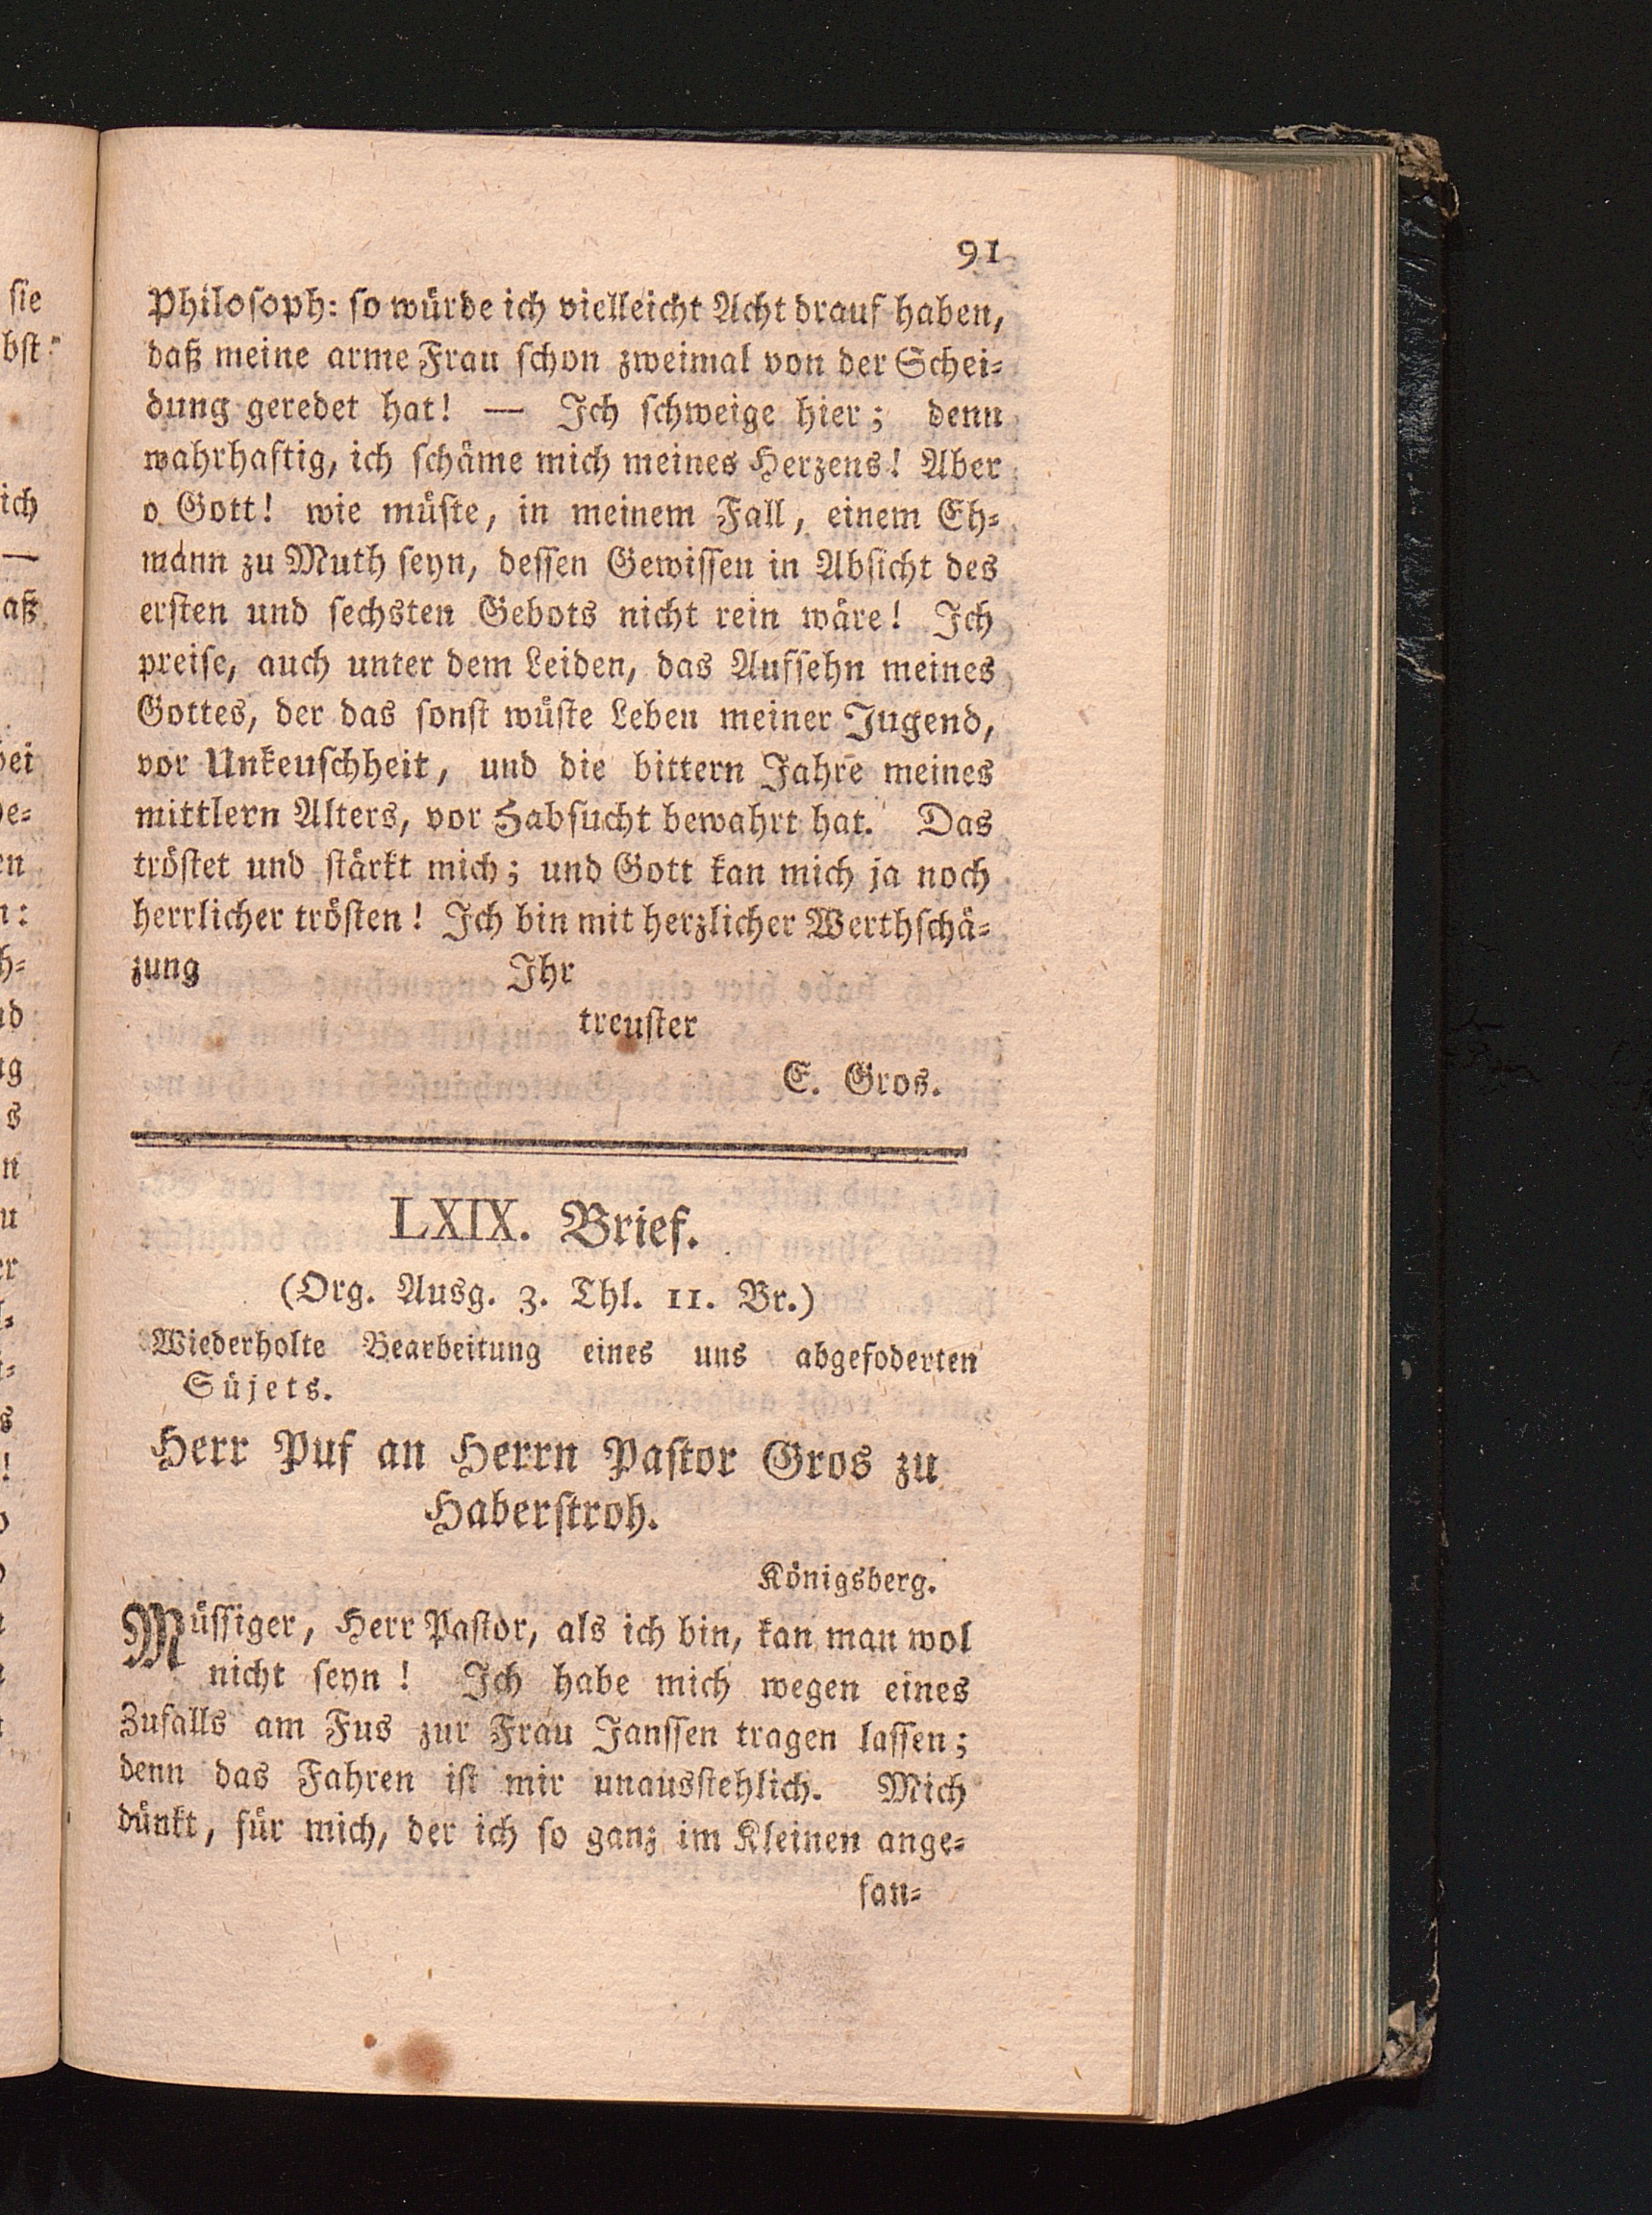 91
Philosoph: so würde ich vielleicht Acht drauf haben,
daß meine arme Frau schon zweimal von der Schei-
dung geredet hat! — Ich schweige hier; denn
wahrhaftig, ich schäme mich meines Herzens! Aber
o Gott! wie müste, in meinem Fall, einem Eh-
mann zu Muth seyn, dessen Gewissen in Absicht des
ersten und sechsten Gebots nicht rein wäre! Ich
preise, auch unter dem Leiden, das Aufsehn meines
Gottes, der das sonst wüste Leben meiner Jugend,
vor Unkeuschheit, und die bittern Jahre meines
mittlern Alters, vor Habsucht bewahrt hat. Das
tröstet und stärkt mich; und Gott kan mich ja noch
herrlicher trösten! Ich bin mit herzlicher Werthschä-
zung Ihr
treuster
E. Gros.
LXIX. Brief.
(Org. Ausg. 3. Thl. 11. Br.)
Wiederholte Bearbeitung eines uns abgefoderten
Süjets.
Herr Puf an Herrn Pastor Gros zu
Haberstroh.
Königsberg.
Müssiger, Herr Pastor, als ich bin, kan man wol
nicht seyn! Ich habe mich wegen eines
Zufalls am Fus zur Frau Janssen tragen lassen;
denn das Fahren ist mir unausstehlich. Mich
dünkt, für mich, der ich so ganz im Kleinen ange-
fan-